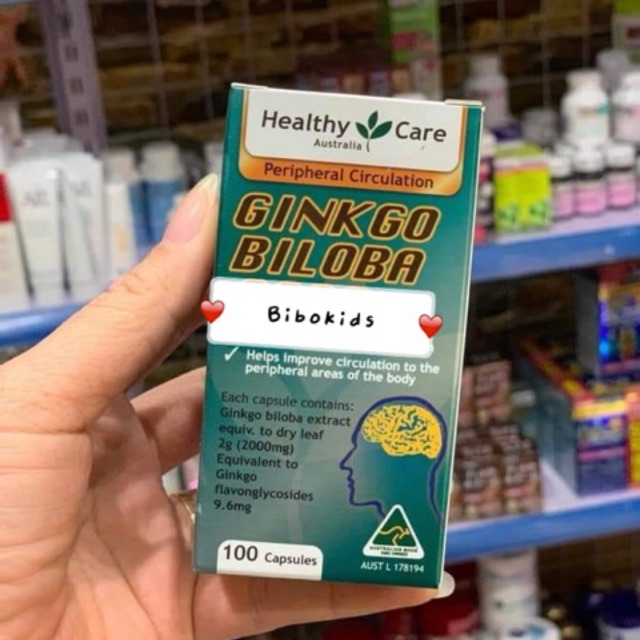 Healthy Care
Australia
Peripheral Circulation
GINKGO
BILOBA
Bibokids
✓ Helps improve circulation to the
peripheral areas of the body
Each capsule contains:
Ginkgo biloba extract
equiv. to dry leaf
2g (2000mg)
Equivalent to
Ginkgo
flavonglycosides
9.6mg
AUSTRALIAN MADE
100 Capsules
AUST L 178194